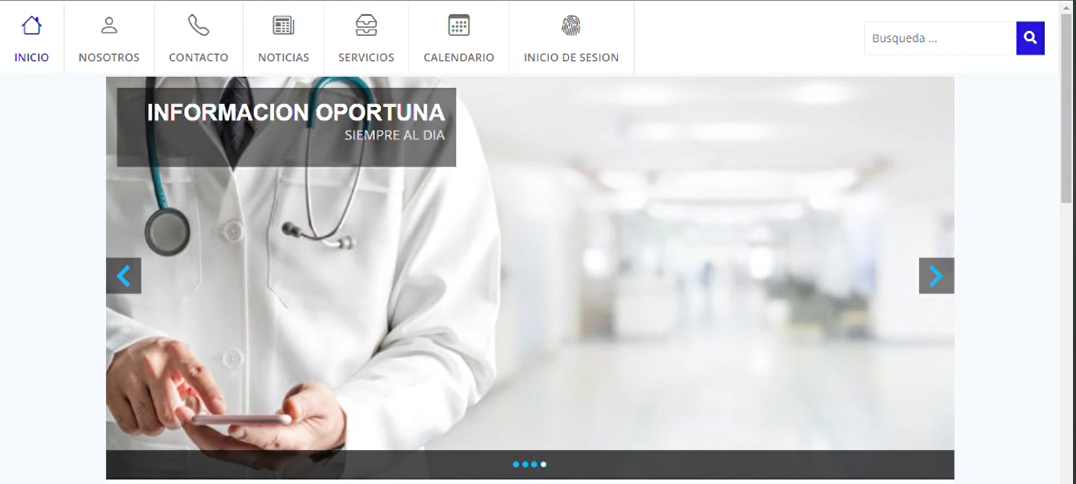 INICIO
NOSOTROS
CONTACTO
NOTICIAS
SERVICIOS
CALENDARIO
INICIO DE SESION
Busqueda ...
INFORMACION OPORTUNA
SIEMPRE AL DIA